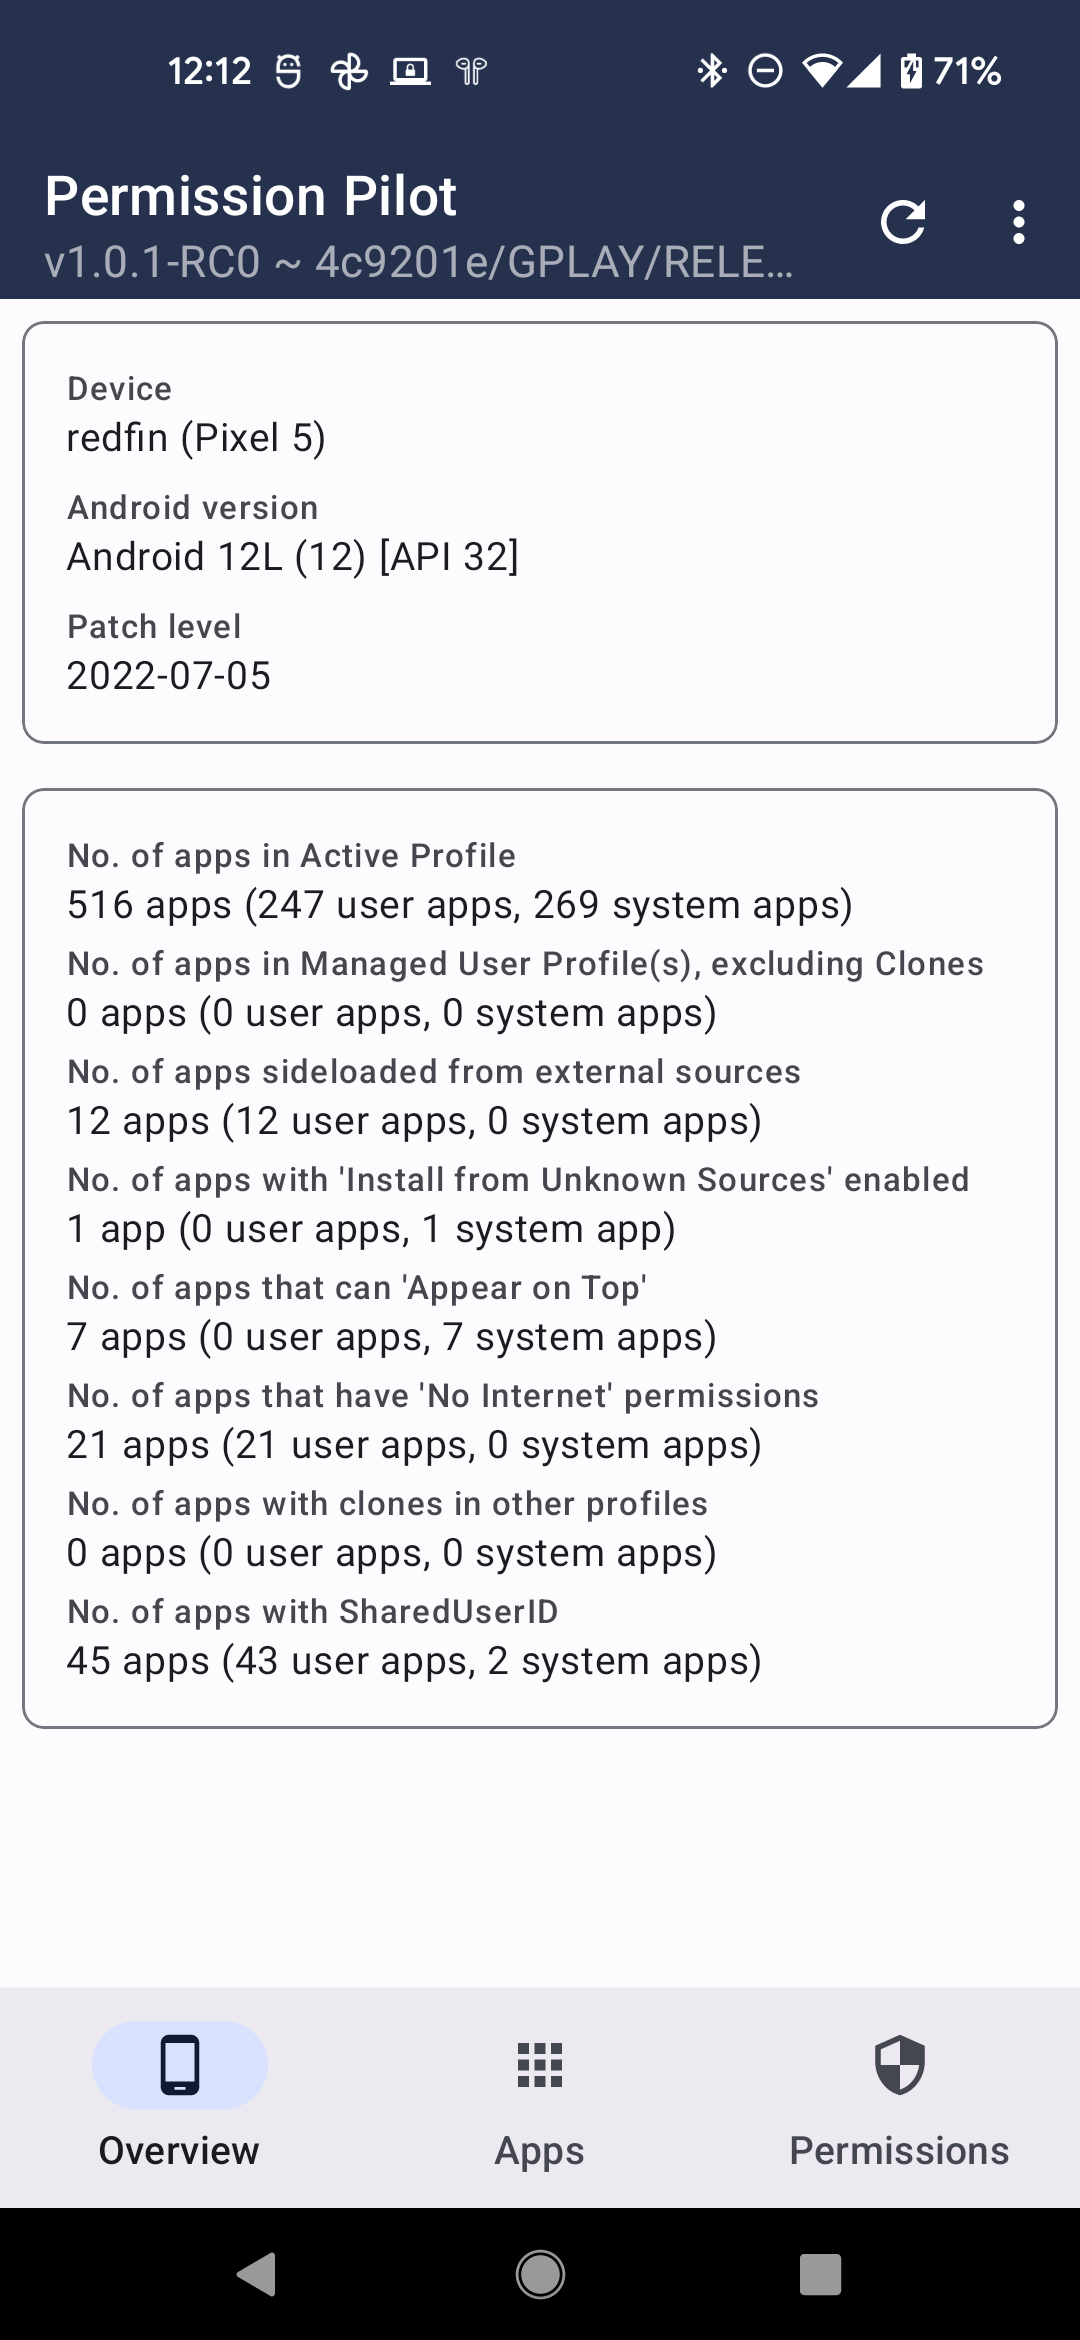 12:12
71%
Permission Pilot
v1.0.1-RC0 ~ 4c9201e/GPLAY/RELE...
Device
redfin (Pixel 5)
Android version
Android 12L (12) [API 32]
Patch level
2022-07-05
No. of apps in Active Profile
516 apps (247 user apps, 269 system apps)
No. of apps in Managed User Profile(s), excluding Clones
0 apps (0 user apps, 0 system apps)
No. of apps sideloaded from external sources
12 apps (12 user apps, 0 system apps)
No. of apps with 'Install from Unknown Sources' enabled
1 app (0 user apps, 1 system app)
No. of apps that can 'Appear on Top'
7 apps (0 user apps, 7 system apps)
No. of apps that have 'No Internet' permissions
21 apps (21 user apps, 0 system apps)
No. of apps with clones in other profiles
0 apps (0 user apps, 0 system apps)
No. of apps with SharedUserID
45 apps (43 user apps, 2 system apps)
Overview
Apps
Permissions